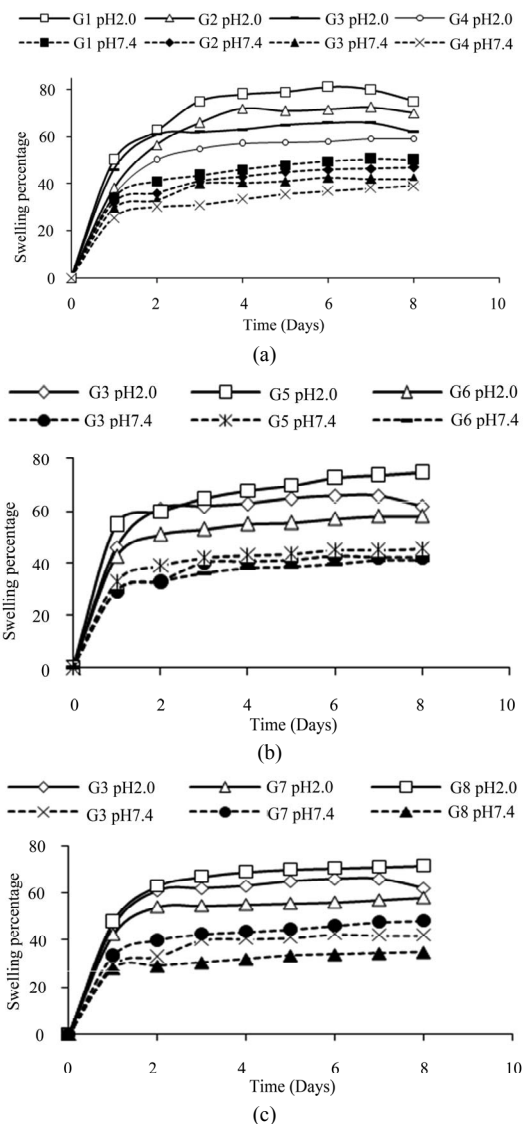 G1 pH2.0 G2 pH2.0 G3 pH2.0 G4 pH2.0
G1 pH7.4 G2 pH7.4 G3 pH7.4 G4 pH7.4
Swelling percentage
80
60
40
20
0
0 2 4 6 8 10
Time (Days)
(a)
G3 pH2.0 G5 pH2.0 G6 pH2.0
G3 pH7.4 G5 pH7.4 G6 pH7.4
Swelling percentage
80
60
40
20
0
0 2 4 6 8 10
Time (Days)
(b)
G3 pH2.0 G7 pH2.0 G8 pH2.0
G3 pH7.4 G7 pH7.4 G8 pH7.4
Swelling percentage
80
60
40
20
0
0 2 4 6 8 10
Time (Days)
(c)